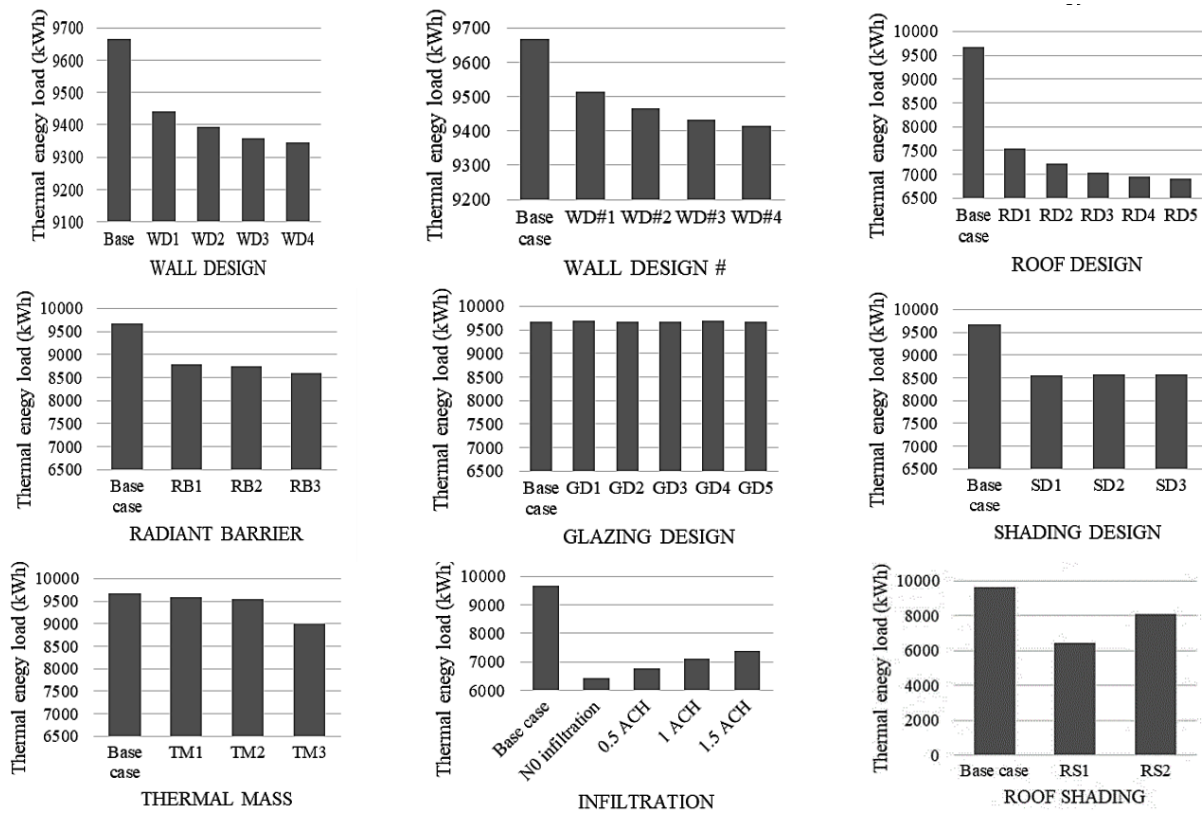 Thermal enegy load (kWh)
9700
9600
9500
9400
9300
9200
9100
Base WD1 WD2 WD3 WD4
WALL DESIGN
Thermal enegy load (kWh)
9700
9600
9500
9400
9300
9200
Base WD#1 WD#2 WD#3 WD#4
case
WALL DESIGN #
Thermal enegy load (kWh)
10000
9500
9000
8500
8000
7500
7000
6500
Base RD1 RD2 RD3 RD4 RD5
case
ROOF DESIGN
Thermal enegy load (kWh)
10000
9500
9000
8500
8000
7500
7000
6500
Base RB1 RB2 RB3
case
RADIANT BARRIER
Thermal enegy load (kWh)
10000
9500
9000
8500
8000
7500
7000
6500
Base GD1 GD2 GD3 GD4 GD5
case
GLAZING DESIGN
Thermal enegy load (kWh)
10000
9500
9000
8500
8000
7500
7000
6500
Base SD1 SD2 SD3
case
SHADING DESIGN
Thermal enegy load (kWh)
10000
9500
9000
8500
8000
7500
7000
6500
Base TM1 TM2 TM3
case
THERMAL MASS
Thermal enegy load (kWh)
10000
9000
8000
7000
6000
Base case N0 infiltration 0.5 ACH 1 ACH 1.5 ACH
INFILTRATION
Thermal enegy load (kWh)
10000
8000
6000
4000
2000
0
Base case RS1 RS2
ROOF SHADING